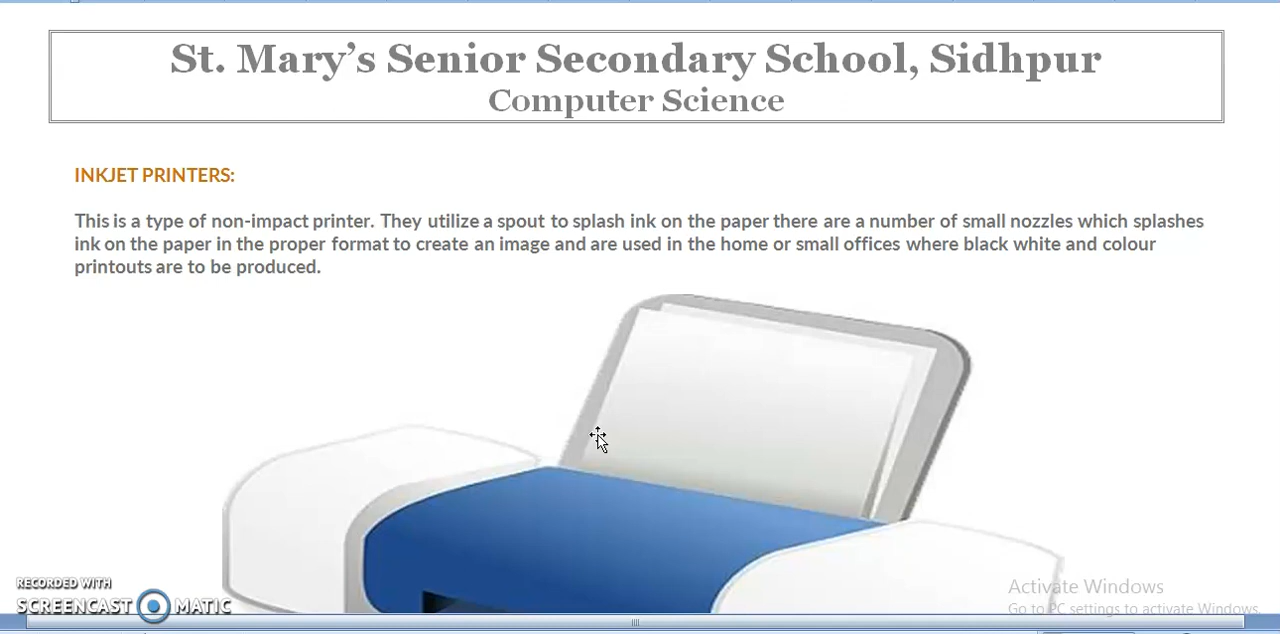 St. Mary’s Senior Secondary School, Sidhpur
Computer Science
INKJET PRINTERS:
This is a type of non-impact printer. They utilize a spout to splash ink on the paper there are a number of small nozzles which splashes
ink on the paper in the proper format to create an image and are used in the home or small offices where black white and colour
printouts are to be produced.
RECORDED WITH
SCREENCAST MATIC
Activate Windows
Go to PC settings to activate Windows.